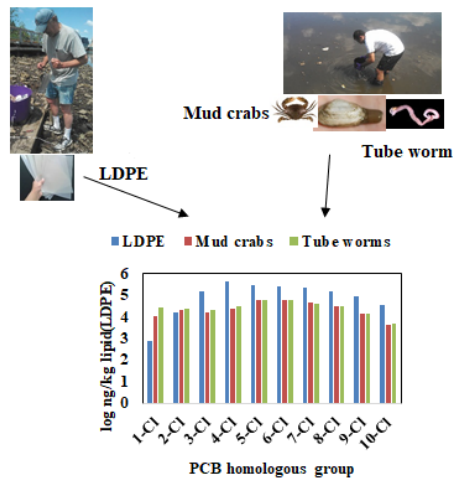 Mud crabs
Tube worm
LDPE
LDPE Mud crabs Tube worms
log ng/kg lipid(LDPE)
6
5
4
3
2
1
0
1-Cl 2-Cl 3-Cl 4-Cl 5-Cl 6-Cl 7-Cl 8-Cl 9-Cl 10-Cl
PCB homologous group